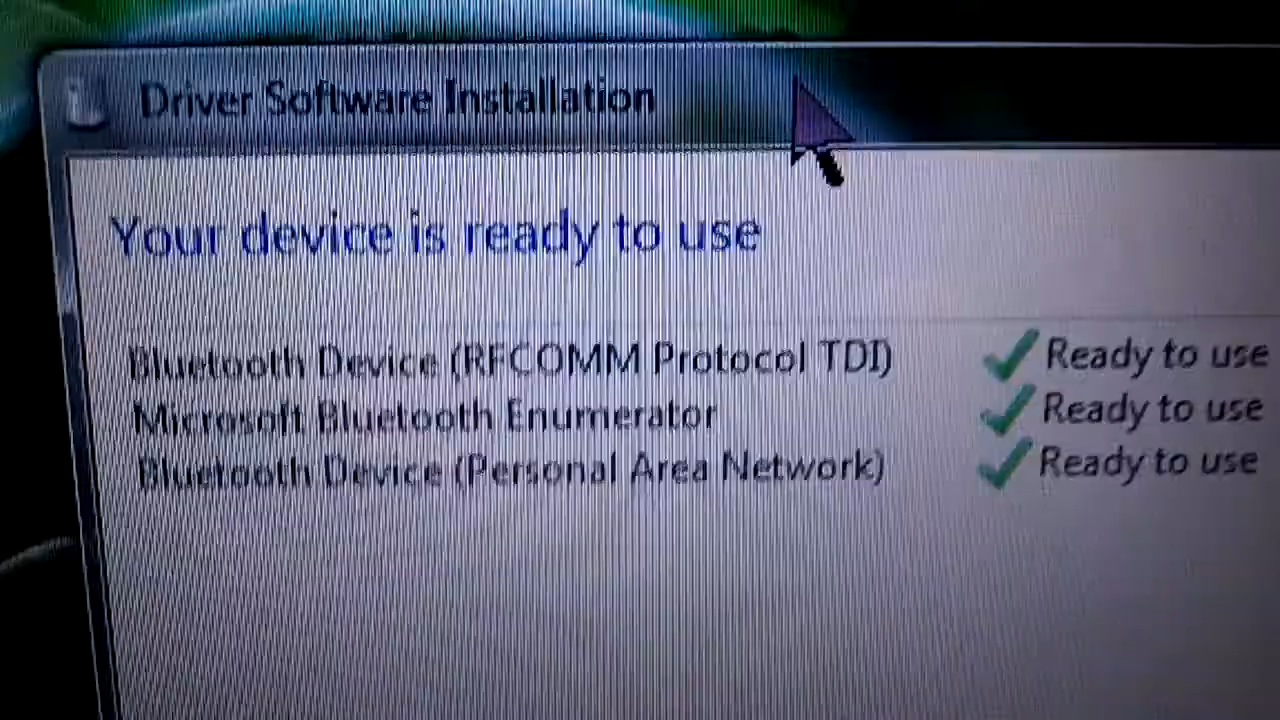 Driver Software Installation
Your device is ready to use
Bluetooth Device (RFCOMM Protocol TDI) Ready to use
Microsoft Bluetooth Enumerator Ready to use
Bluetooth Device (Personal Area Network) Ready to use